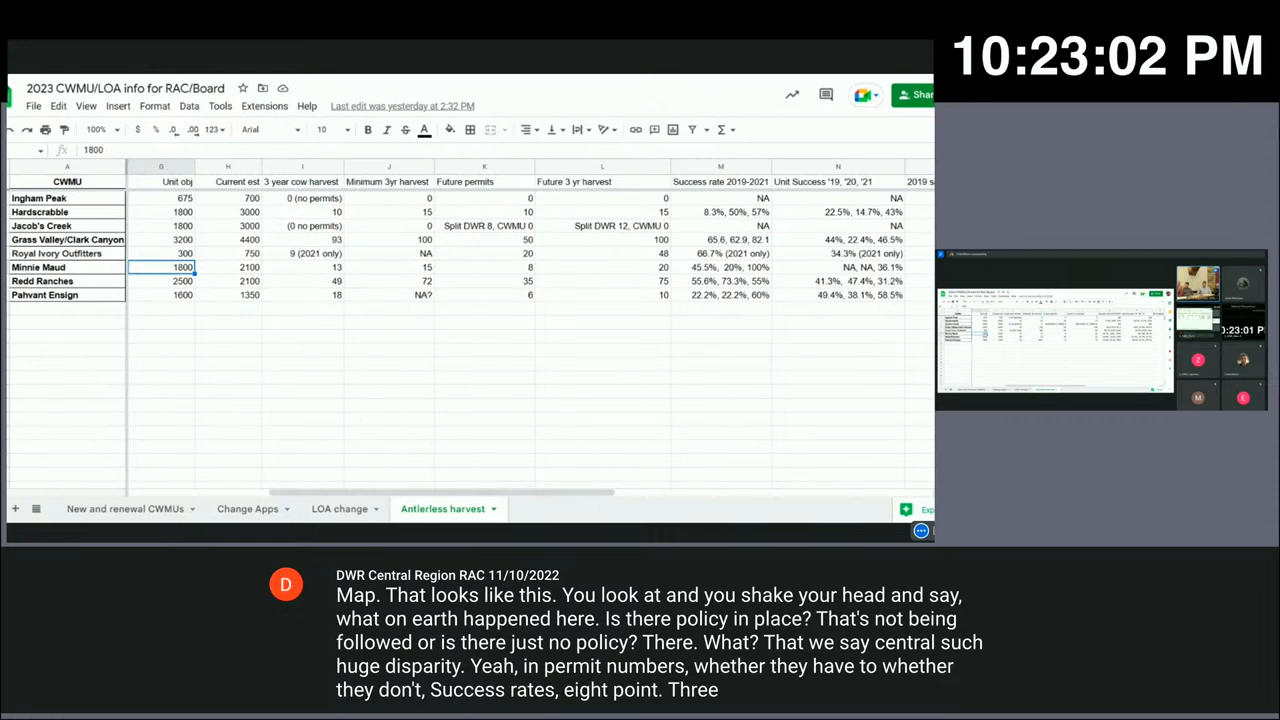 10:23:02 PM
2023 CWMU/LOA info for RAC/Board
File Edit View Insert Format Data Tools Extensions Help Last edit was yesterday at 2:32 PM
Shar
100% $ % .0 .00 123 Arial 10 B I S A
fx 1800
A G H I J K L M N
CWMU Unit obj Current est 3 year cow harvest Minimum 3yr harvest Future permits Future 3 yr harvest Success rate 2019-2021 Unit Success '19, '20, '21 2019 s
Ingham Peak 675 700 0 (no permits) 0 0 0 NA NA
Hardscrabble 1800 3000 10 15 10 15 8.3%, 50%, 57% 22.5%, 14.7%, 43%
Jacob's Creek 1800 3000 (0 no permits) 0 Split DWR 8, CWMU 0 Split DWR 12, CWMU 0 NA NA
Grass Valley/Clark Canyon 3200 4400 93 100 50 100 65.6, 62.9, 82.1 44%, 22.4%, 46.5%
Royal Ivory Outfitters 300 750 9 (2021 only) NA 20 48 66.7% (2021 only) 34.3% (2021 only)
Minnie Maud 1800 2100 13 15 8 20 45.5%, 20%, 100% NA, NA, 36.1%
Redd Ranches 2500 2100 49 72 35 75 55.6%, 73.3%, 55% 41.3%, 47.4%, 31.2%
Pahvant Ensign 1600 1350 18 NA? 6 10 22.2%, 22.2%, 60% 49.4%, 38.1%, 58.5%
New and renewal CWMUs Change Apps LOA change Antlerless harvest Exp
0:23:01 PM
Z
M E
D
DWR Central Region RAC 11/10/2022
Map. That looks like this. You look at and you shake your head and say,
what on earth happened here. Is there policy in place? That's not being
followed or is there just no policy? There. What? That we say central such
huge disparity. Yeah, in permit numbers, whether they have to whether
they don't, Success rates, eight point. Three